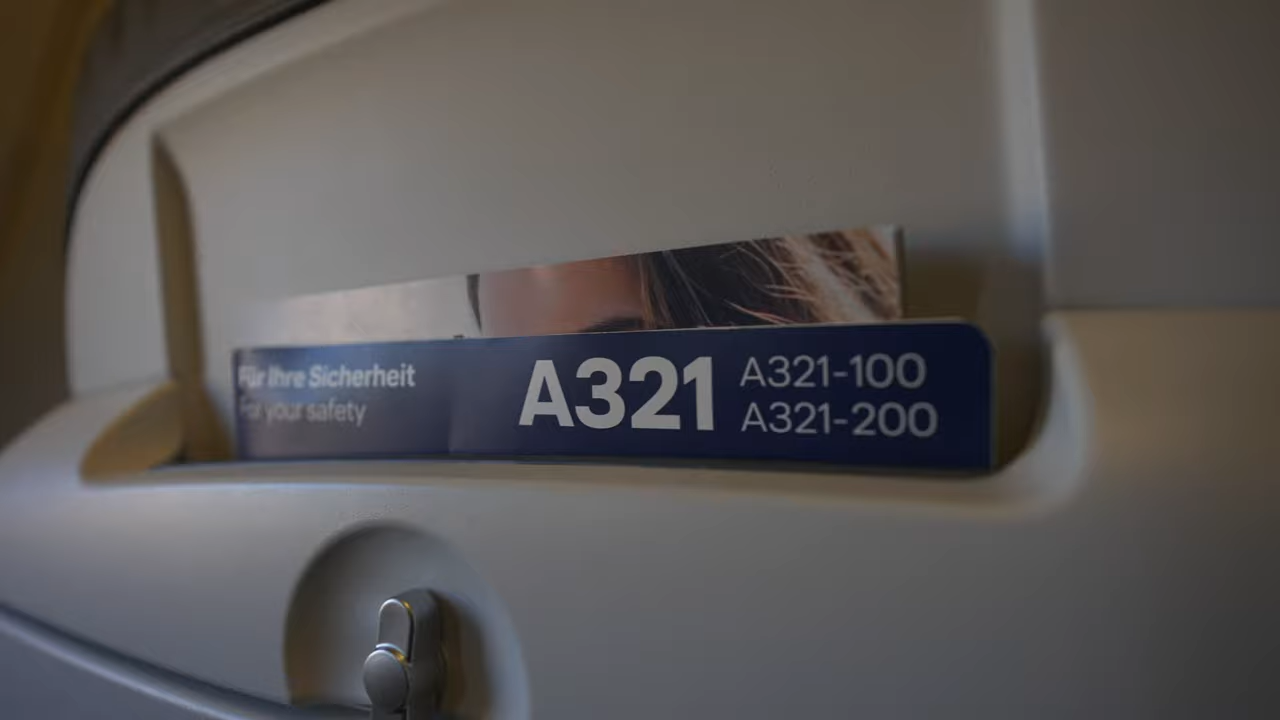 Für Ihre Sicherheit
For your safety
A321
A321-100
A321-200